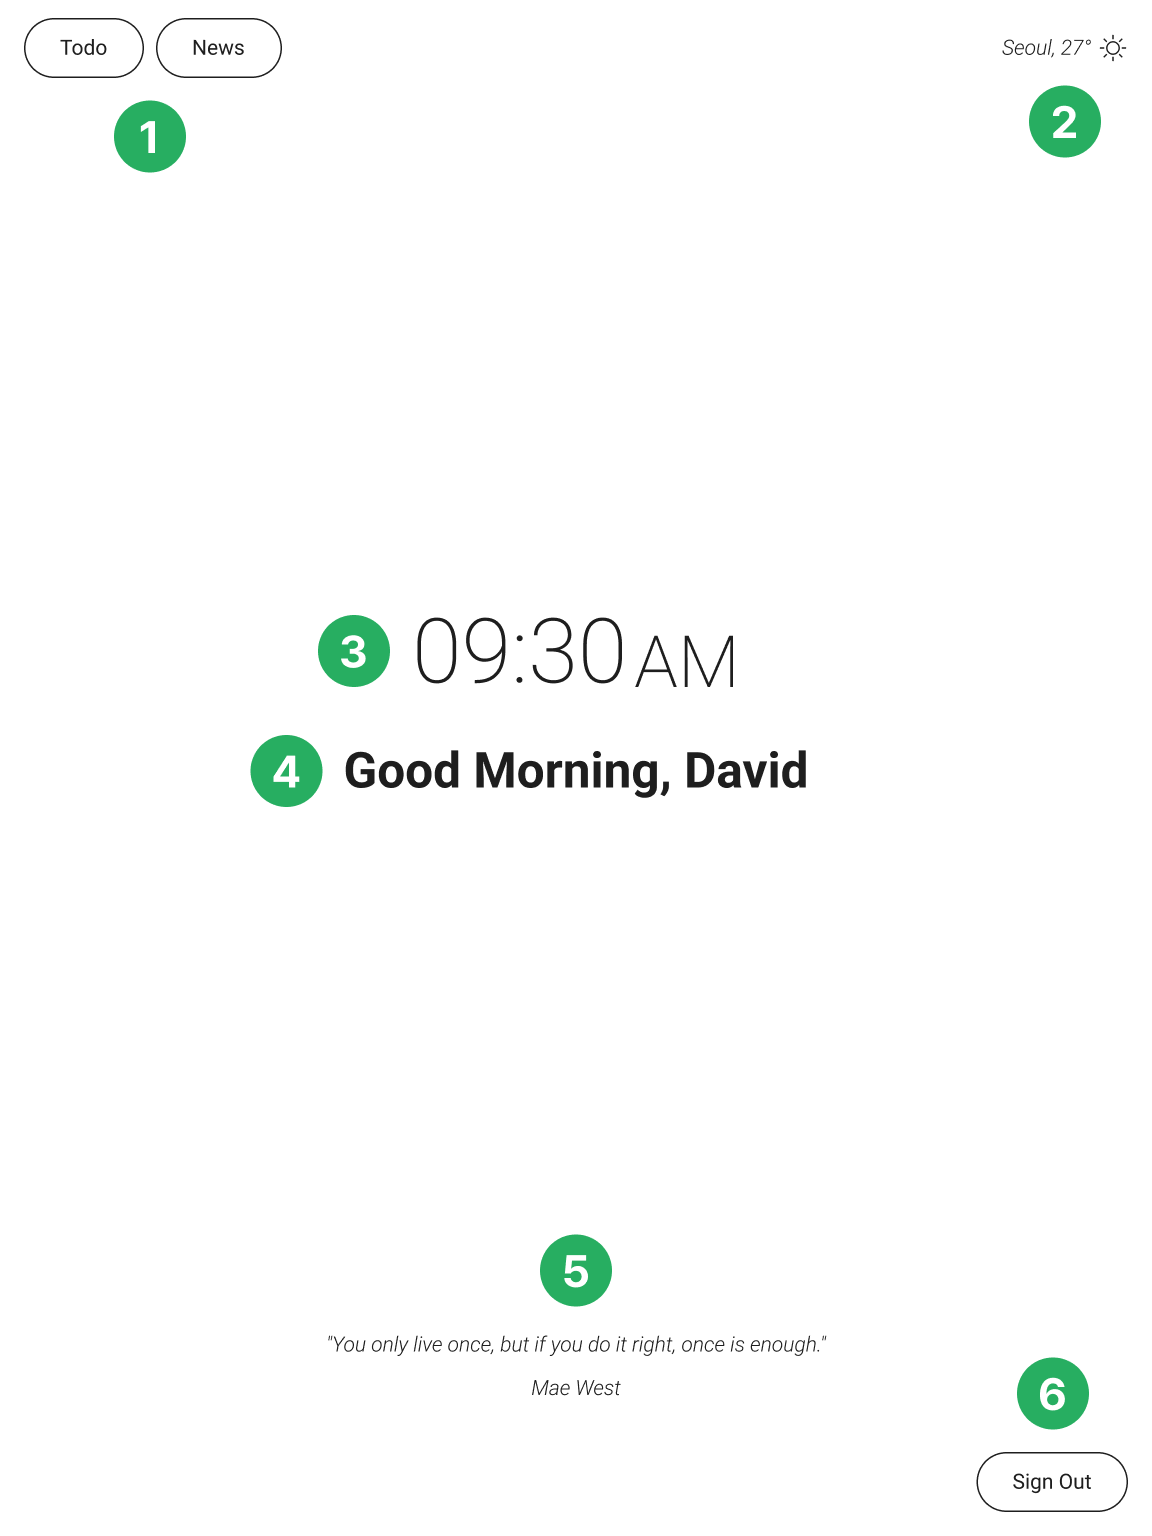 Todo News Seoul, 27°
1 2
3 09:30 AM
4 Good Morning, David
5
"You only live once, but if you do it right, once is enough."
Mae West
6
Sign Out